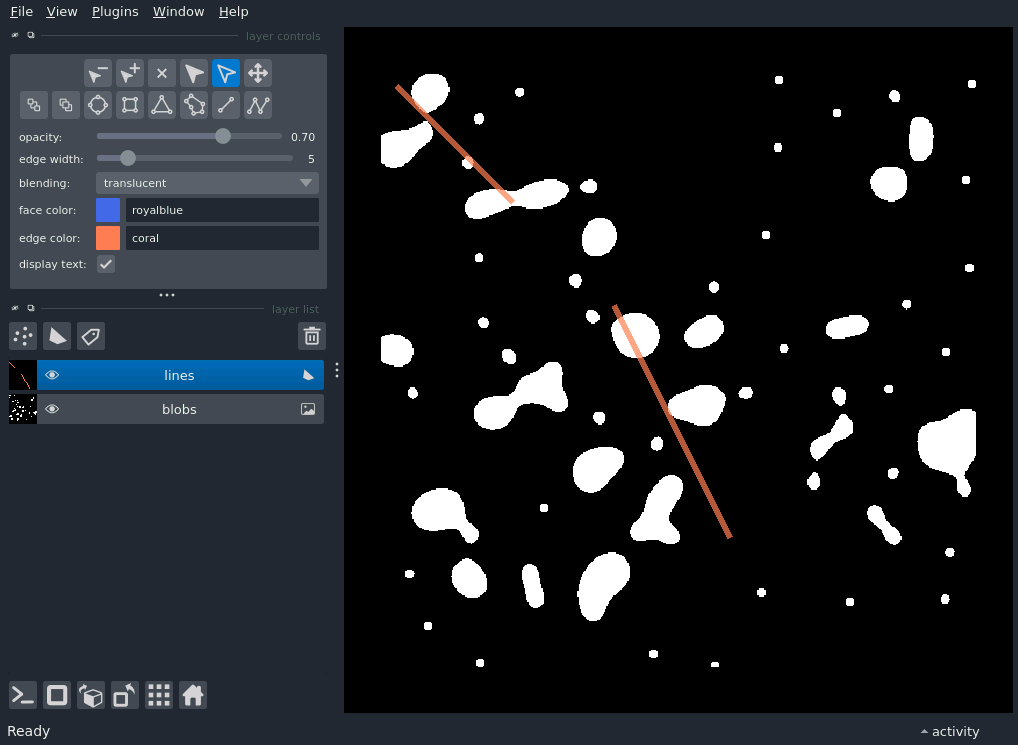 File View Plugins Window Help
layer controls
opacity: 0.70
edge width: 5
blending: translucent
face color: royalblue
edge color: coral
display text:
layer list
lines
blobs
Ready
activity